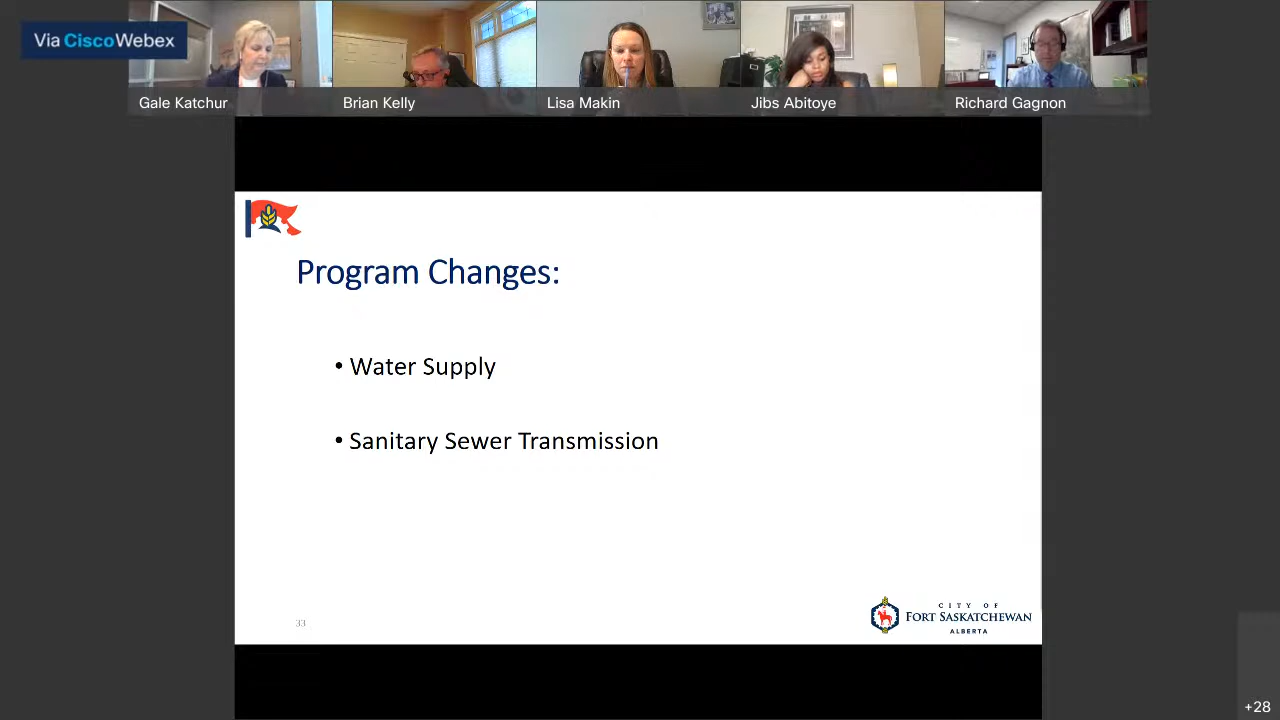 Via CiscoWebex
Gale Katchur
Brian Kelly
Lisa Makin
Jibs Abitoye
Richard Gagnon
Program Changes:
• Water Supply
• Sanitary Sewer Transmission
33
CITY OF
FORT SASKATCHEWAN
ALBERTA
+28